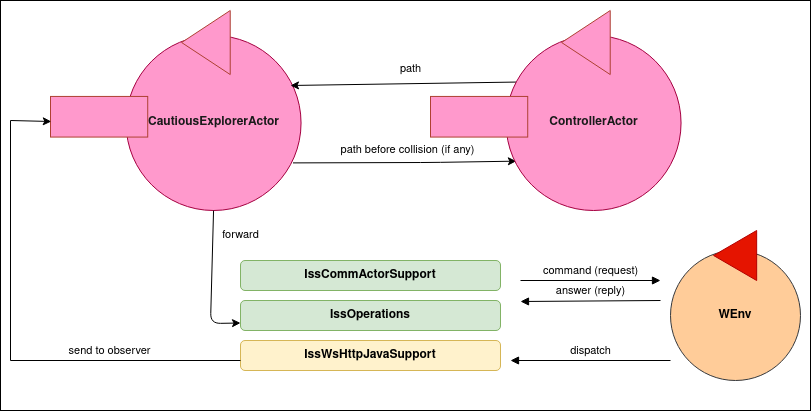 path
CautiousExplorerActor
ControllerActor
path before collision (if any)
forward
IssCommActorSupport
command (request)
answer (reply)
IssOperations
WEnv
send to observer
IssWsHttpJavaSupport
dispatch